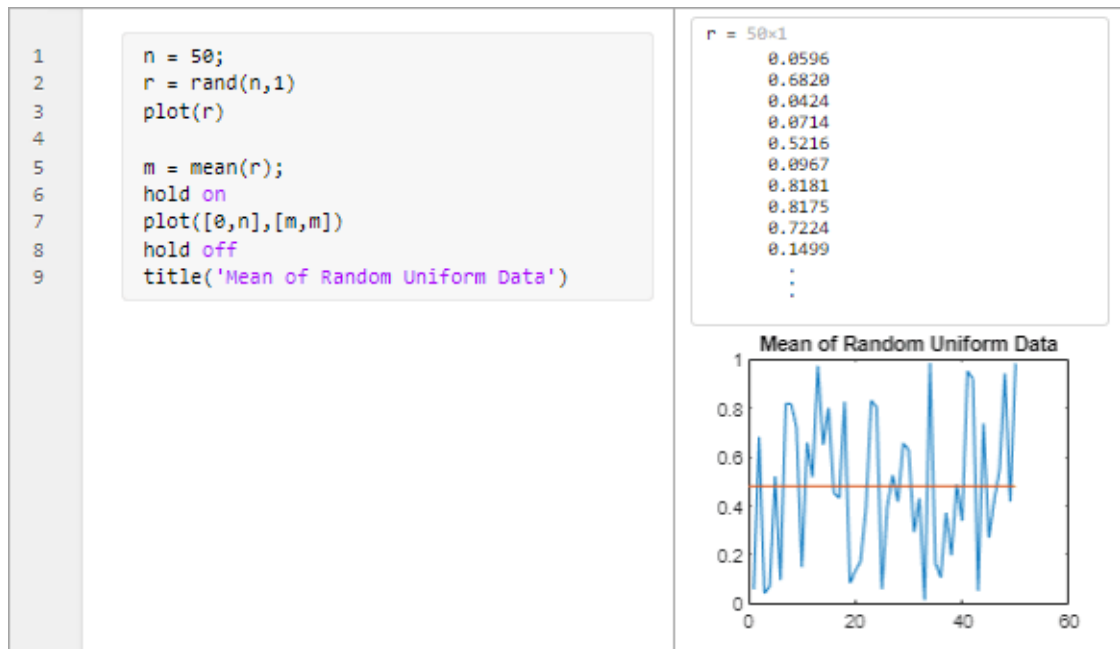 1 n = 50;
2 r = rand(n,1)
3 plot(r)
4
5 m = mean(r);
6 hold on
7 plot([0,n],[m,m])
8 hold off
9 title('Mean of Random Uniform Data')
r = 50×1
0.0596
0.6820
0.0424
0.0714
0.5216
0.0967
0.8181
0.8175
0.7224
0.1499
⋮
Mean of Random Uniform Data
1
0.8
0.6
0.4
0.2
0
0 20 40 60